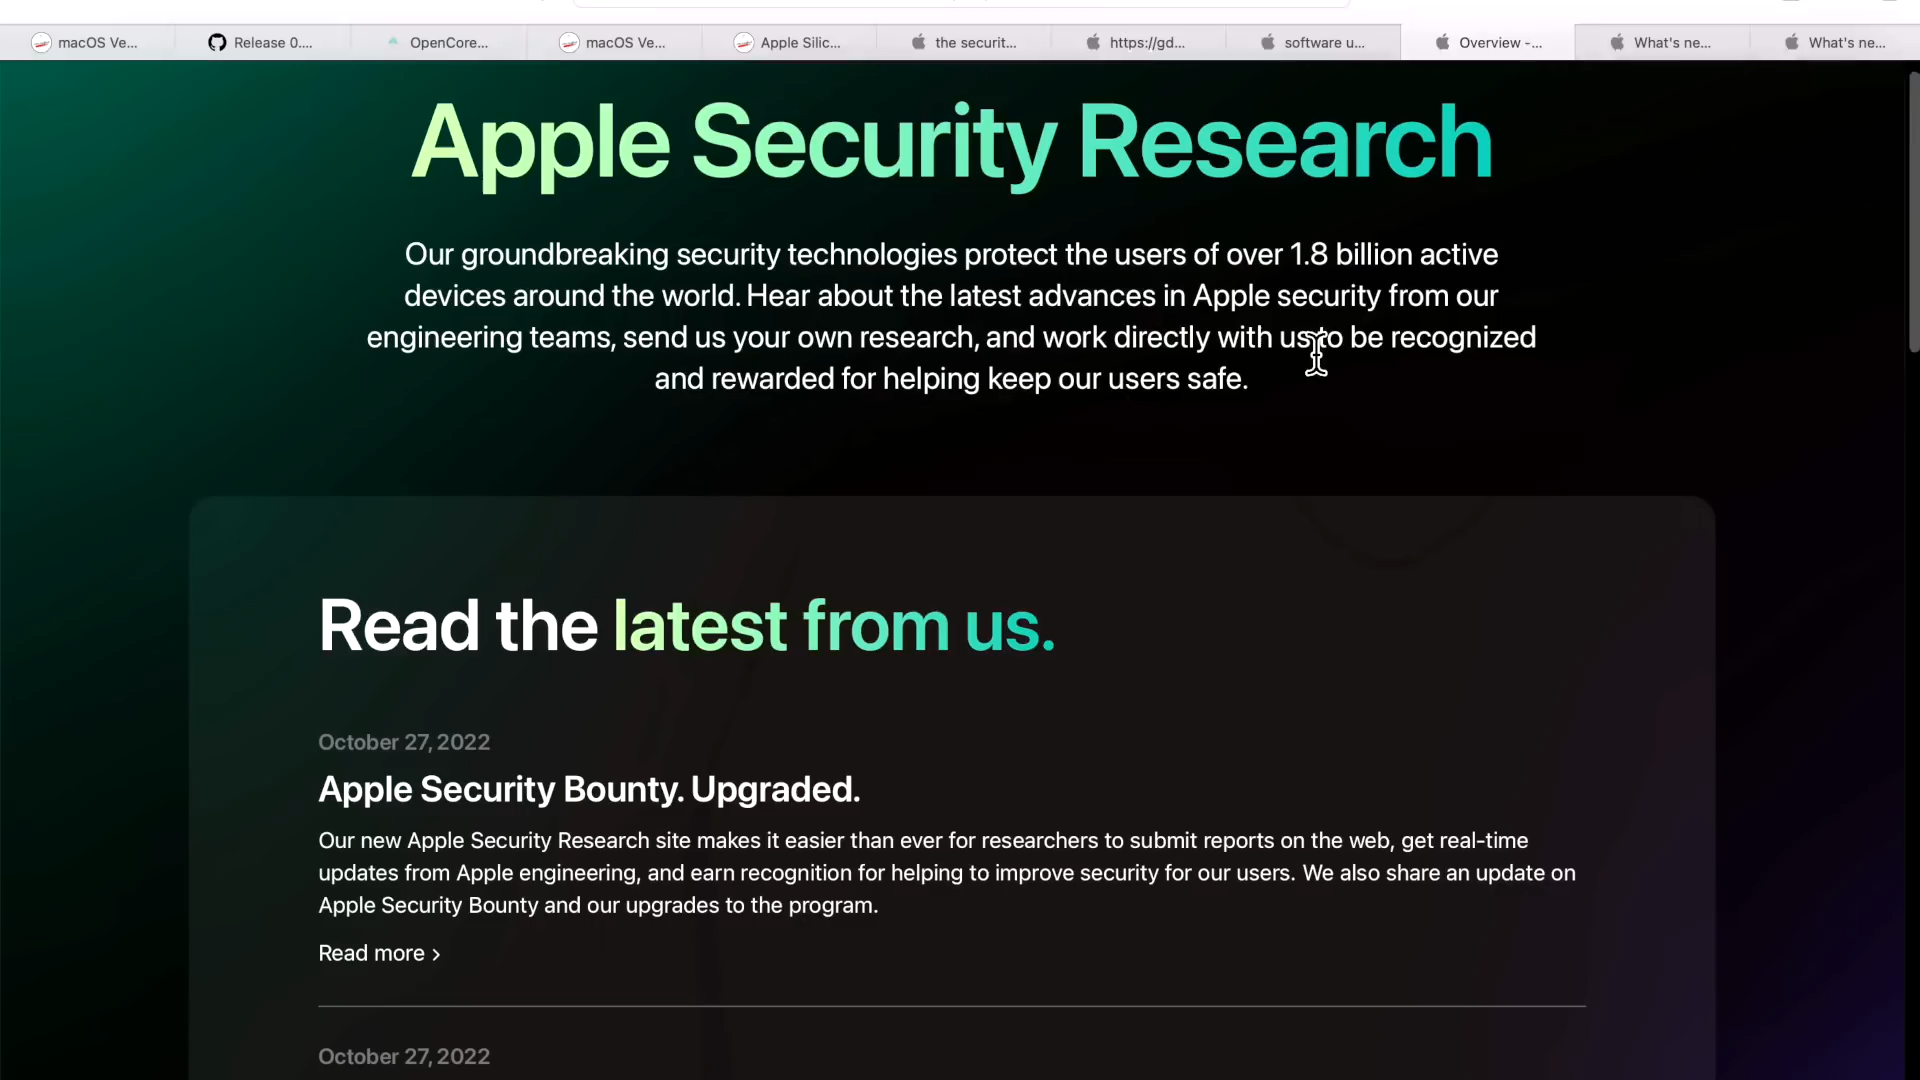 macOS Ve...
Release 0....
OpenCore...
macOS Ve...
Apple Silic...
the securit...
https://gd...
software u...
Overview -...
What's ne...
What's ne...
Apple Security Research
Our groundbreaking security technologies protect the users of over 1.8 billion active
devices around the world. Hear about the latest advances in Apple security from our
engineering teams, send us your own research, and work directly with us to be recognized
and rewarded for helping keep our users safe.
Read the latest from us.
October 27, 2022
Apple Security Bounty. Upgraded.
Our new Apple Security Research site makes it easier than ever for researchers to submit reports on the web, get real-time
updates from Apple engineering, and earn recognition for helping to improve security for our users. We also share an update on
Apple Security Bounty and our upgrades to the program.
Read more ›
October 27, 2022